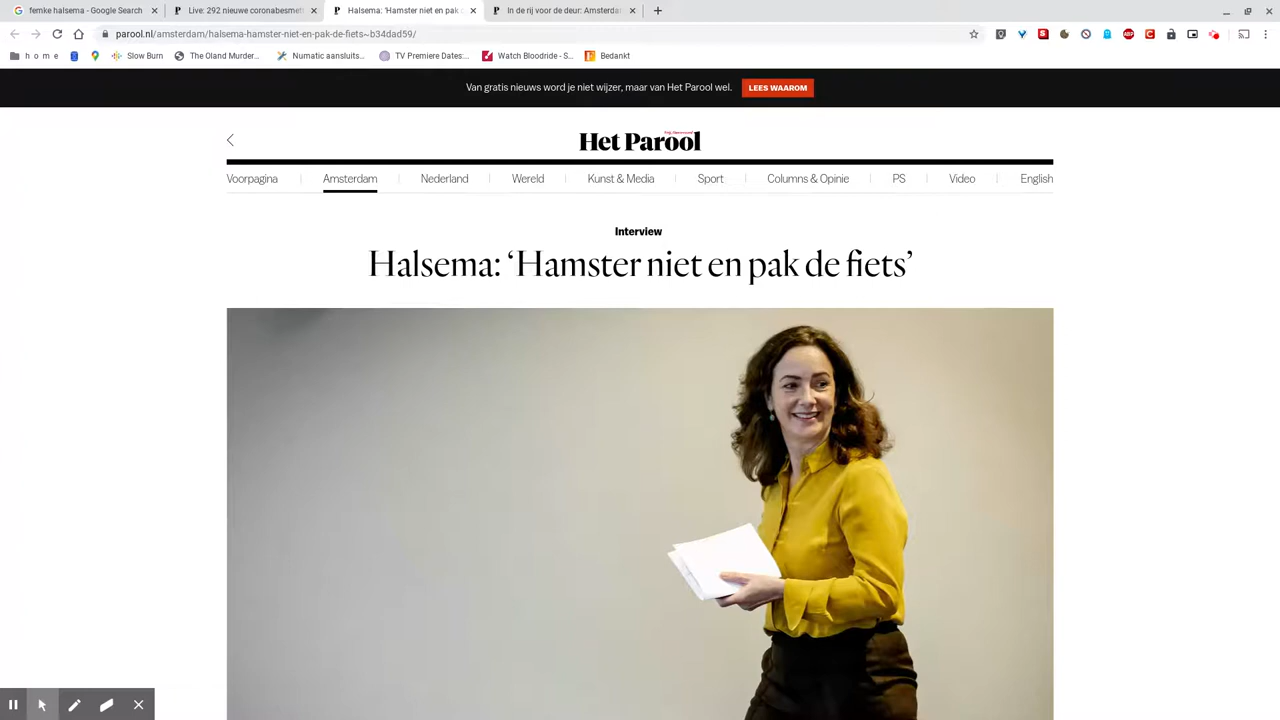 femke halsema - Google Search
Live: 292 nieuwe coronabesmett
Halsema: 'Hamster niet en pak d
In de rij voor de deur: Amsterda
parool.nl/amsterdam/halsema-hamster-niet-en-pak-de-fiets~b34dad59/
h o m e
Slow Burn
The Oland Murder...
Numatic aansluits...
TV Premiere Dates:...
Watch Bloodride - S...
Bedankt
Van gratis nieuws word je niet wijzer, maar van Het Parool wel.
LEES WAAROM
Het Parool
Voorpagina
Amsterdam
Nederland
Wereld
Kunst & Media
Sport
Columns & Opinie
PS
Video
English
Interview
Halsema: ‘Hamster niet en pak de fiets’